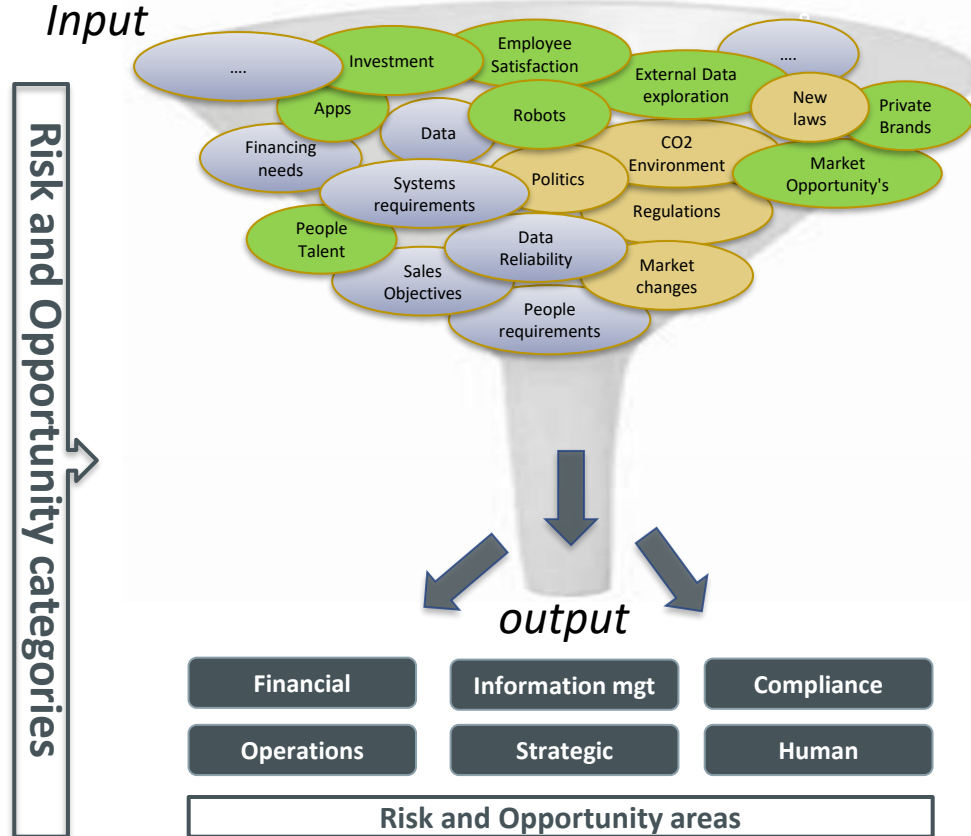 Input
....
Investment
Employee
Satisfaction
External Data
exploration
....
New
laws
Private
Brands
Apps
Data
Robots
CO2
Environment
Market
Opportunity's
Financing
needs
Systems
requirements
Politics
Regulations
People
Talent
Data
Reliability
Sales
Objectives
Market
changes
People
requirements
Risk and Opportunity categories
output
Financial
Information mgt
Compliance
Operations
Strategic
Human
Risk and Opportunity areas